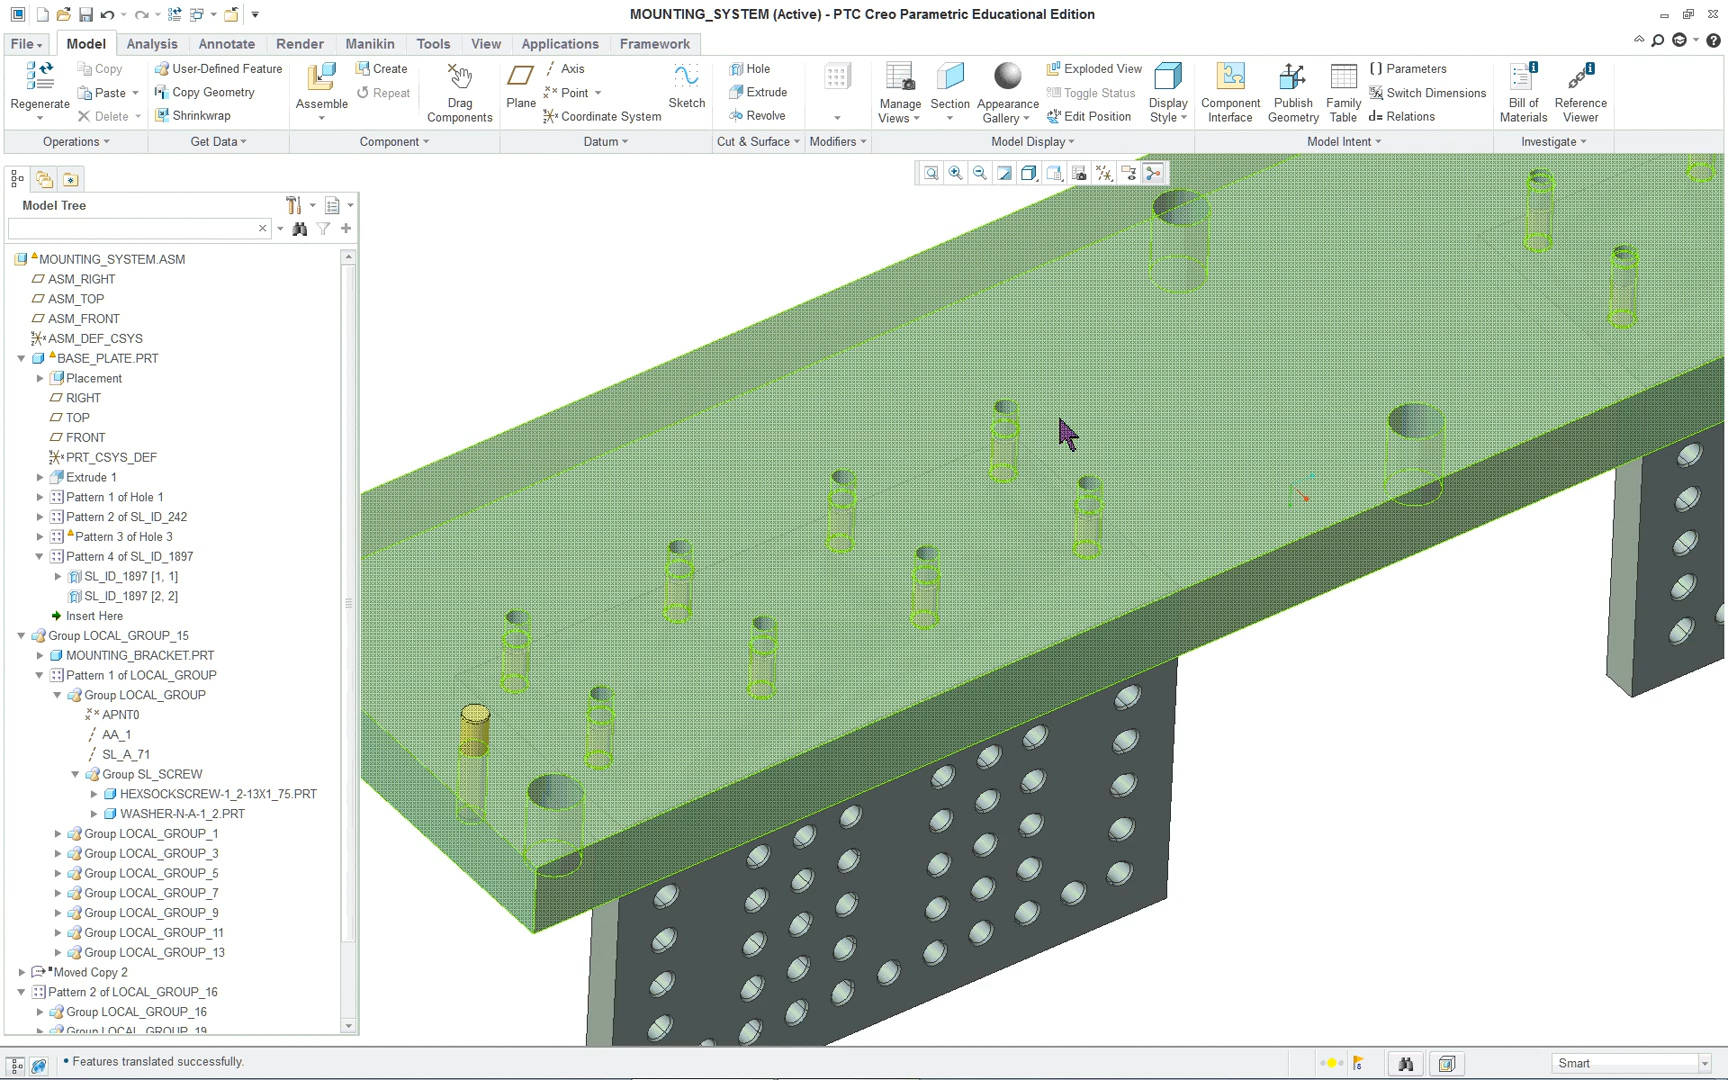 MOUNTING_SYSTEM (Active) - PTC Creo Parametric Educational Edition
File
Model
Analysis
Annotate
Render
Manikin
Tools
View
Applications
Framework
Regenerate
Copy
Paste
Delete
Operations
User-Defined Feature
Copy Geometry
Shrinkwrap
Get Data
Assemble
Create
Repeat
Drag
Components
Component
Plane
Axis
Point
Coordinate System
Sketch
Datum
Hole
Extrude
Revolve
Cut & Surface
Modifiers
Manage
Views
Section
Appearance
Gallery
Exploded View
Toggle Status
Edit Position
Display
Style
Model Display
Component
Interface
Publish
Geometry
Family
Table
Parameters
Switch Dimensions
d= Relations
Model Intent
Bill of
Materials
Reference
Viewer
Investigate
Model Tree
MOUNTING_SYSTEM.ASM
ASM_RIGHT
ASM_TOP
ASM_FRONT
ASM_DEF_CSYS
BASE_PLATE.PRT
Placement
RIGHT
TOP
FRONT
PRT_CSYS_DEF
Extrude 1
Pattern 1 of Hole 1
Pattern 2 of SL_ID_242
Pattern 3 of Hole 3
Pattern 4 of SL_ID_1897
SL_ID_1897 [1, 1]
SL_ID_1897 [2, 2]
Insert Here
Group LOCAL_GROUP_15
MOUNTING_BRACKET.PRT
Pattern 1 of LOCAL_GROUP
Group LOCAL_GROUP
APNT0
AA_1
SL_A_71
Group SL_SCREW
HEXSOCKSCREW-1_2-13X1_75.PRT
WASHER-N-A-1_2.PRT
Group LOCAL_GROUP_1
Group LOCAL_GROUP_3
Group LOCAL_GROUP_5
Group LOCAL_GROUP_7
Group LOCAL_GROUP_9
Group LOCAL_GROUP_11
Group LOCAL_GROUP_13
Moved Copy 2
Pattern 2 of LOCAL_GROUP_16
Group LOCAL_GROUP_16
Group LOCAL_GROUP_19
• Features translated successfully.
Smart